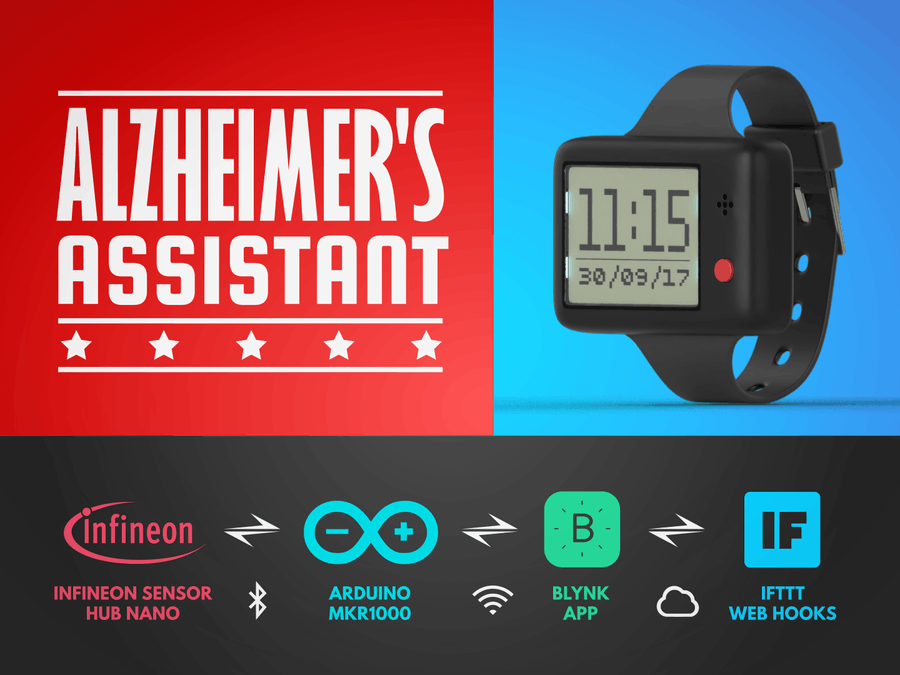 ALZHEIMER'S
ASSISTANT
11:15
30/09/17
infineon
INFINEON SENSOR
HUB NANO
ARDUINO
MKR1000
B
BLYNK
APP
IF
IFTTT
WEB HOOKS